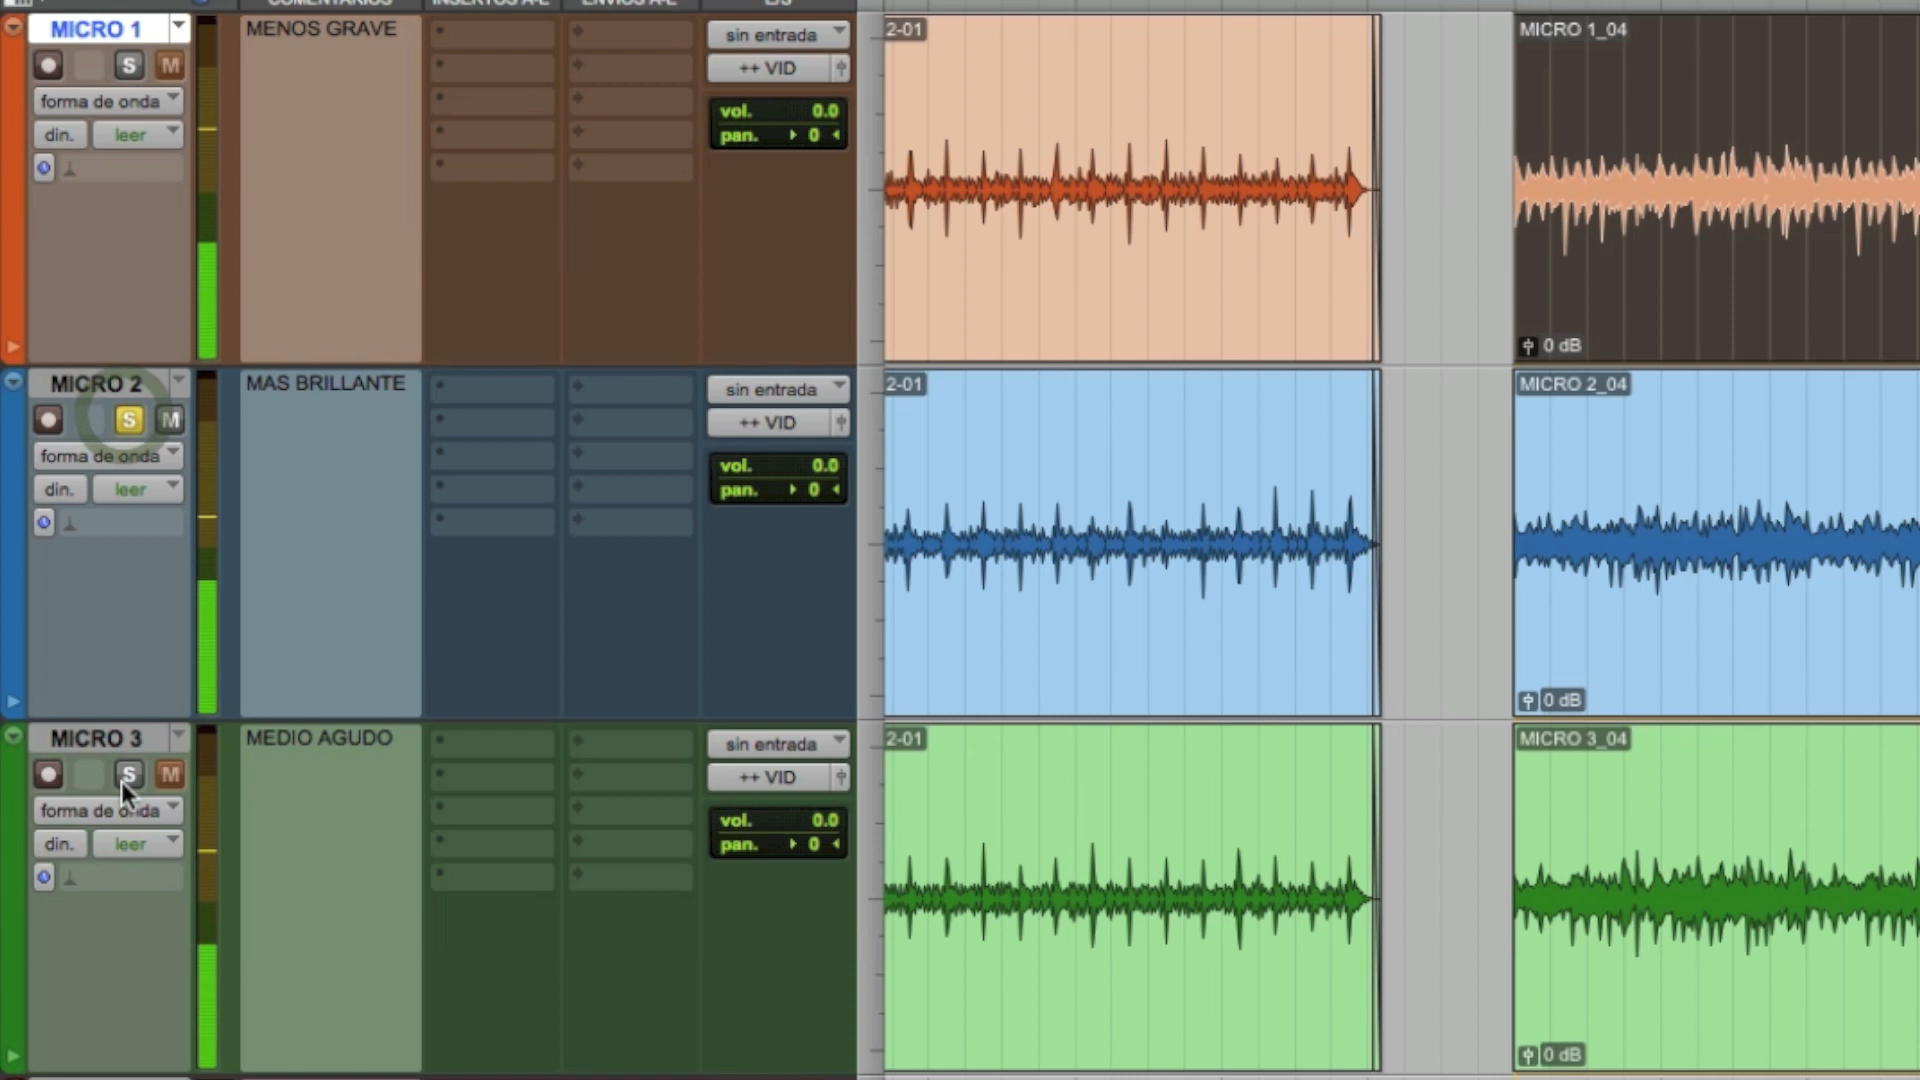 COMENTARIOS INSERTOS A-E ENVIOS A-E E/S
MICRO 1
MENOS GRAVE
sin entrada
2-01
MICRO 1_04
S M
++ VID
forma de onda
vol. 0.0
din. leer
pan. 0
0 dB
MICRO 2
MAS BRILLANTE
sin entrada
2-01
MICRO 2_04
S M
++ VID
forma de onda
vol. 0.0
din. leer
pan. 0
0 dB
MICRO 3
MEDIO AGUDO
sin entrada
2-01
MICRO 3_04
S M
++ VID
forma de onda
vol. 0.0
din. leer
pan. 0
0 dB